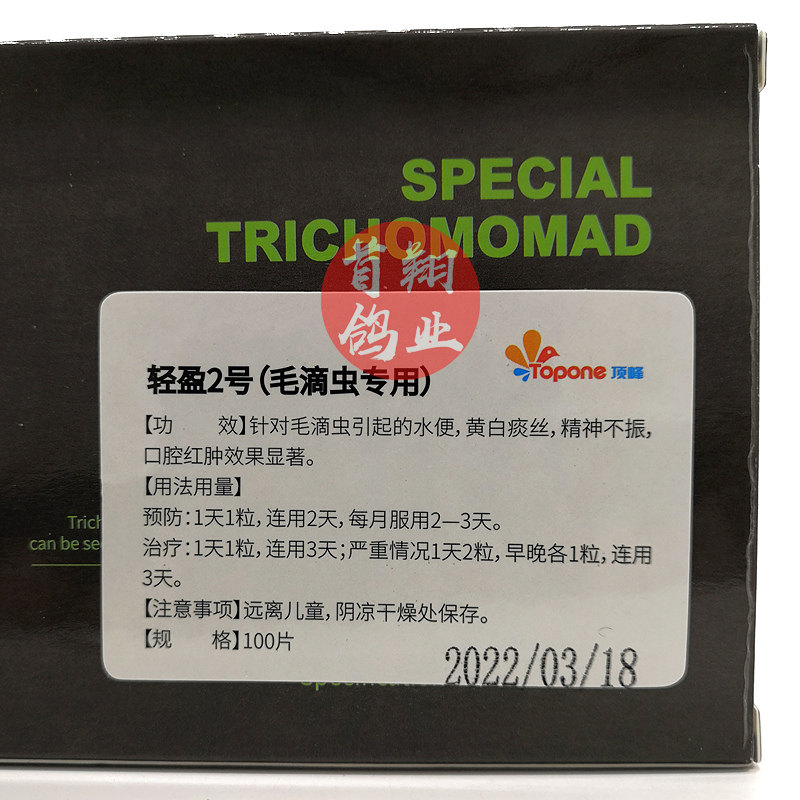 SPECIAL
TRICHOMOMAD
首翔
鸽业
轻盈2号(毛滴虫专用)
Topone 顶峰
【功 效】针对毛滴虫引起的水便,黄白痰丝,精神不振,
口腔红肿效果显著。
【用法用量】
预防:1天1粒,连用2天,每月服用2—3天。
治疗:1天1粒,连用3天;严重情况1天2粒,早晚各1粒,连用
3天。
【注意事项】远离儿童,阴凉干燥处保存。
【规 格】100片
2022/03/18
can be